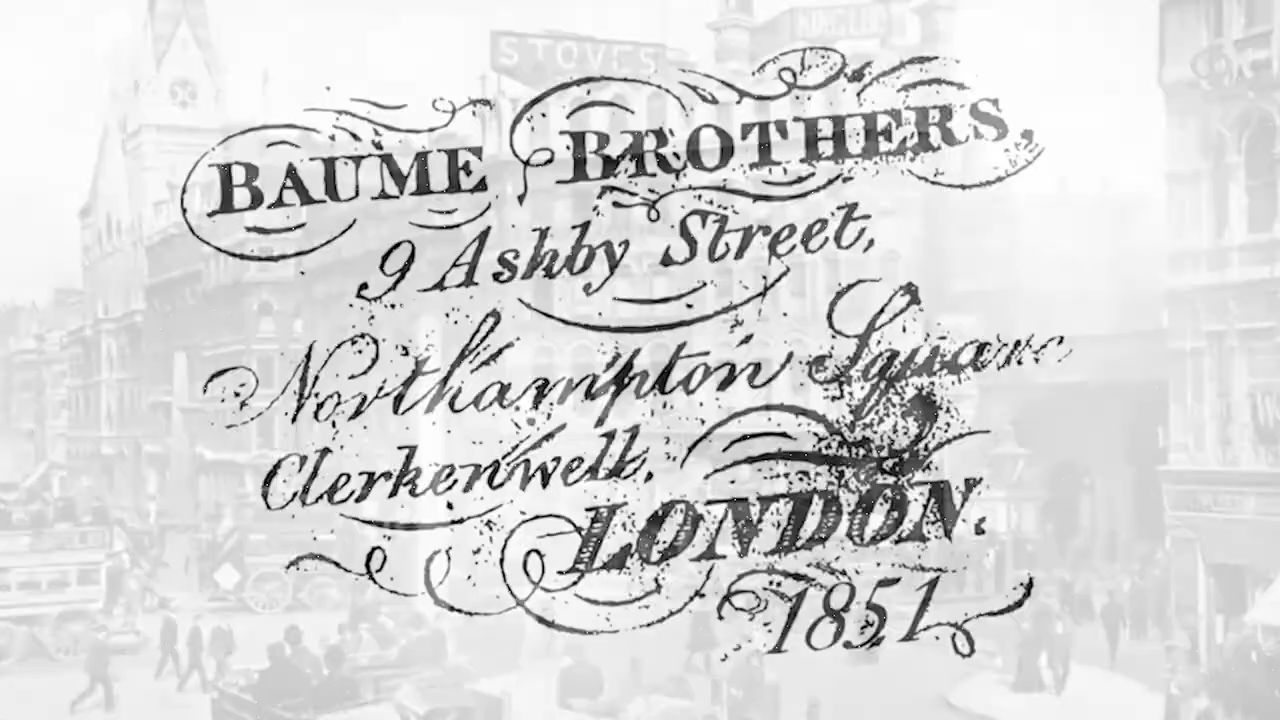 STOVES
BAUME BROTHERS,
9 Ashby Street,
Northampton Square
Clerkenwell.
LONDON.
1851